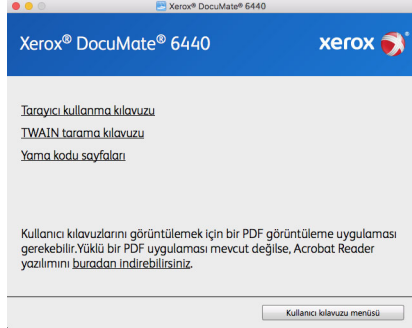 Xerox® DocuMate® 6440
Xerox® DocuMate® 6440
xerox
Tarayıcı kullanma kılavuzu
TWAIN tarama kılavuzu
Yama kodu sayfaları
Kullanıcı kılavuzlarını görüntülemek için bir PDF görüntüleme uygulaması
gerekebilir.Yüklü bir PDF uygulaması mevcut değilse, Acrobat Reader
yazılımını buradan indirebilirsiniz.
Kullanıcı kılavuzu menüsü